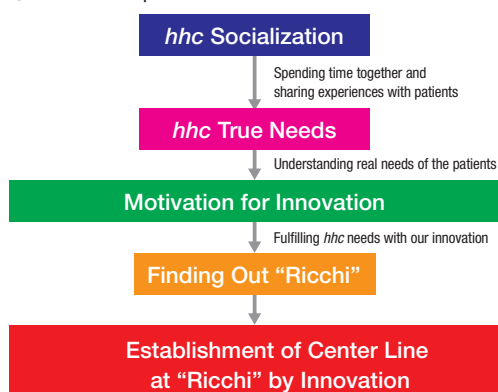 hhc Socialization
Spending time together and
sharing experiences with patients
hhc True Needs
Understanding real needs of the patients
Motivation for Innovation
Fulfilling hhc needs with our innovation
Finding Out “Ricchi”
Establishment of Center Line
at “Ricchi” by Innovation